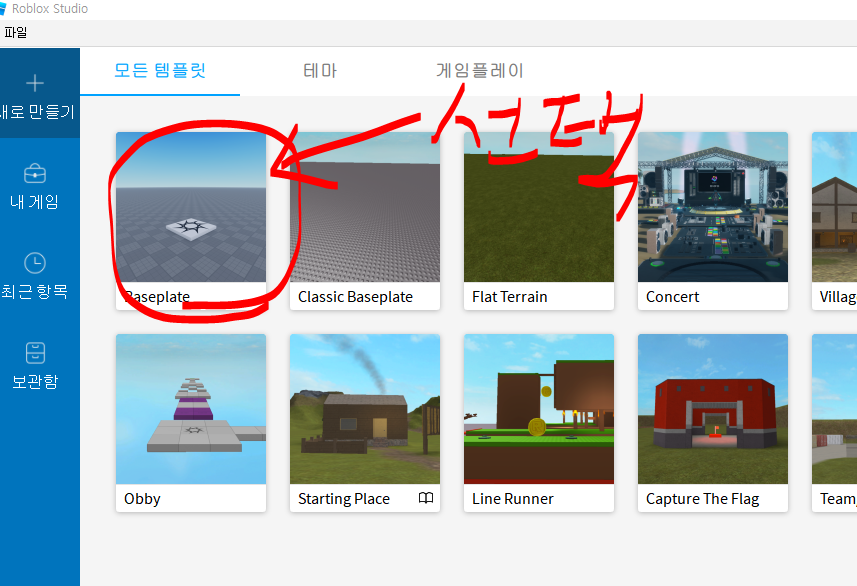 Roblox Studio
파일
모든 템플릿 테마 게임플레이
새로 만들기
선택
내 게임
Baseplate Classic Baseplate Flat Terrain Concert
최근 항목
보관함
Obby Starting Place Line Runner Capture The Flag